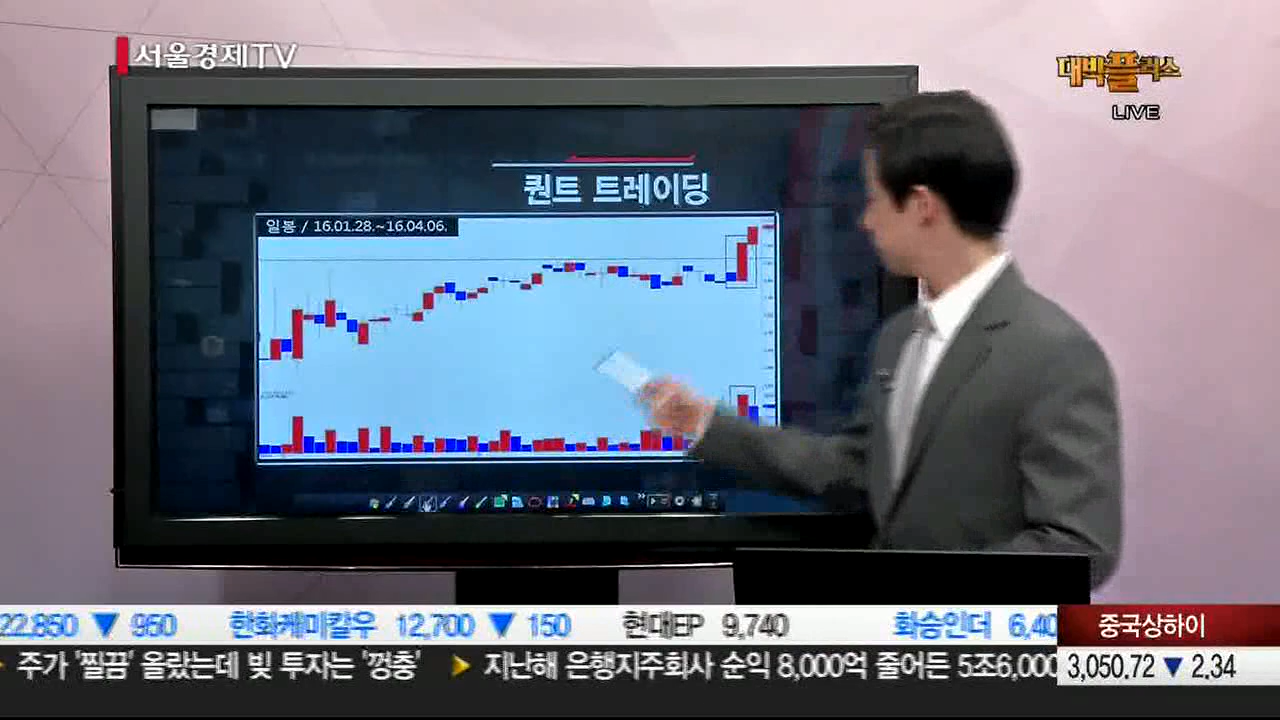 서울경제TV
대박플러스
LIVE
퀀트 트레이딩
일봉 / 16.01.28.~16.04.06.
22,850 ▼ 950 한화케미칼우 12,700 ▼ 150 현대EP 9,740 화승인더 6,40
중국상하이
주가 '찔끔' 올랐는데 빚 투자는 '껑충' 지난해 은행지주회사 순익 8,000억 줄어든 5조6,000
3,050.72 ▼ 2.34